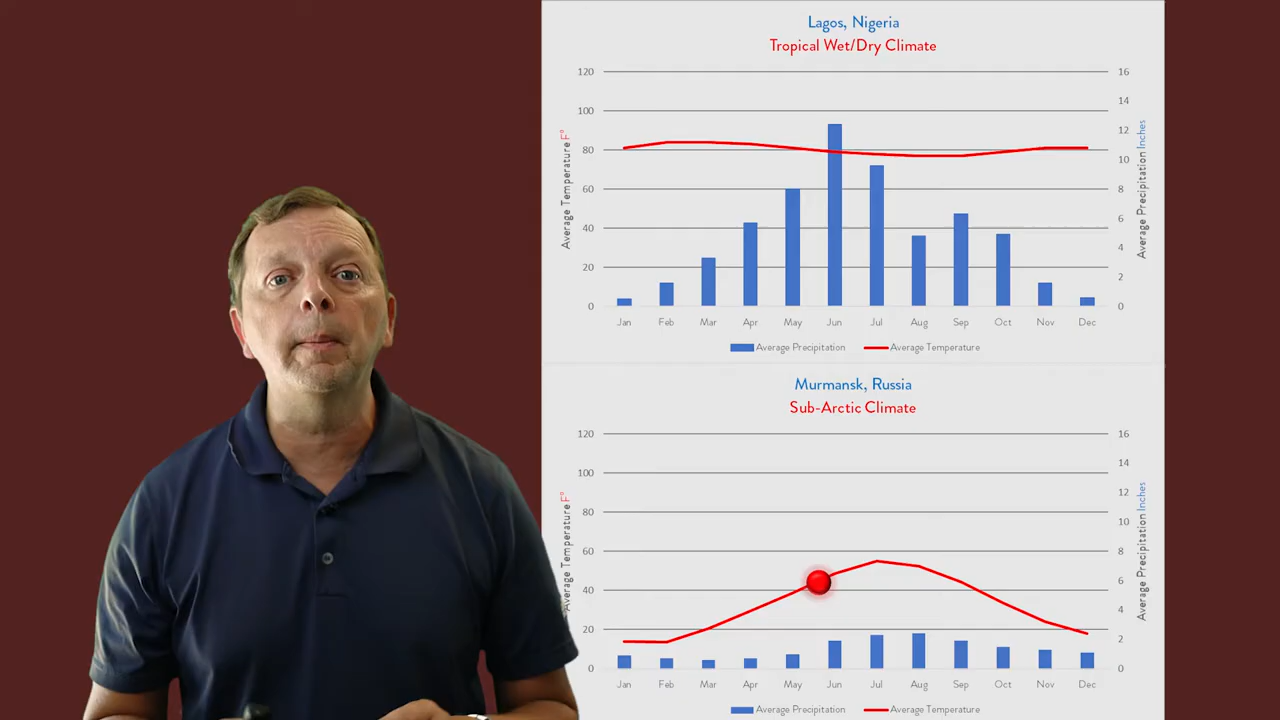 Lagos, Nigeria
Tropical Wet/Dry Climate
Average Temperature F°
120
100
80
60
40
20
0
16
14
12
10
8
6
4
2
0
Average Precipitation Inches
Jan Feb Mar Apr May Jun Jul Aug Sep Oct Nov Dec
Average Precipitation Average Temperature
Murmansk, Russia
Sub-Arctic Climate
Average Temperature F°
120
100
80
60
40
20
0
16
14
12
10
8
6
4
2
0
Average Precipitation Inches
Jan Feb Mar Apr May Jun Jul Aug Sep Oct Nov Dec
Average Precipitation Average Temperature